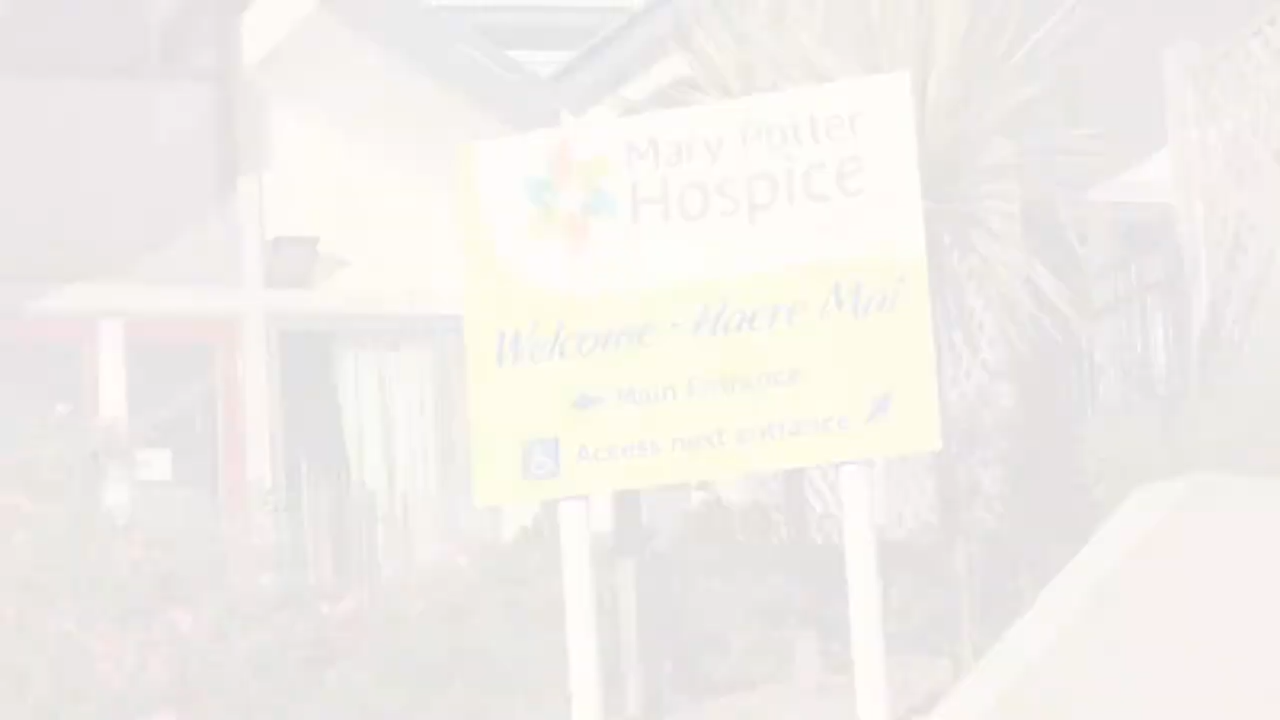 Mary Potter
Hospice
Welcome - Haere Mai
Main Entrance
Access next entrance